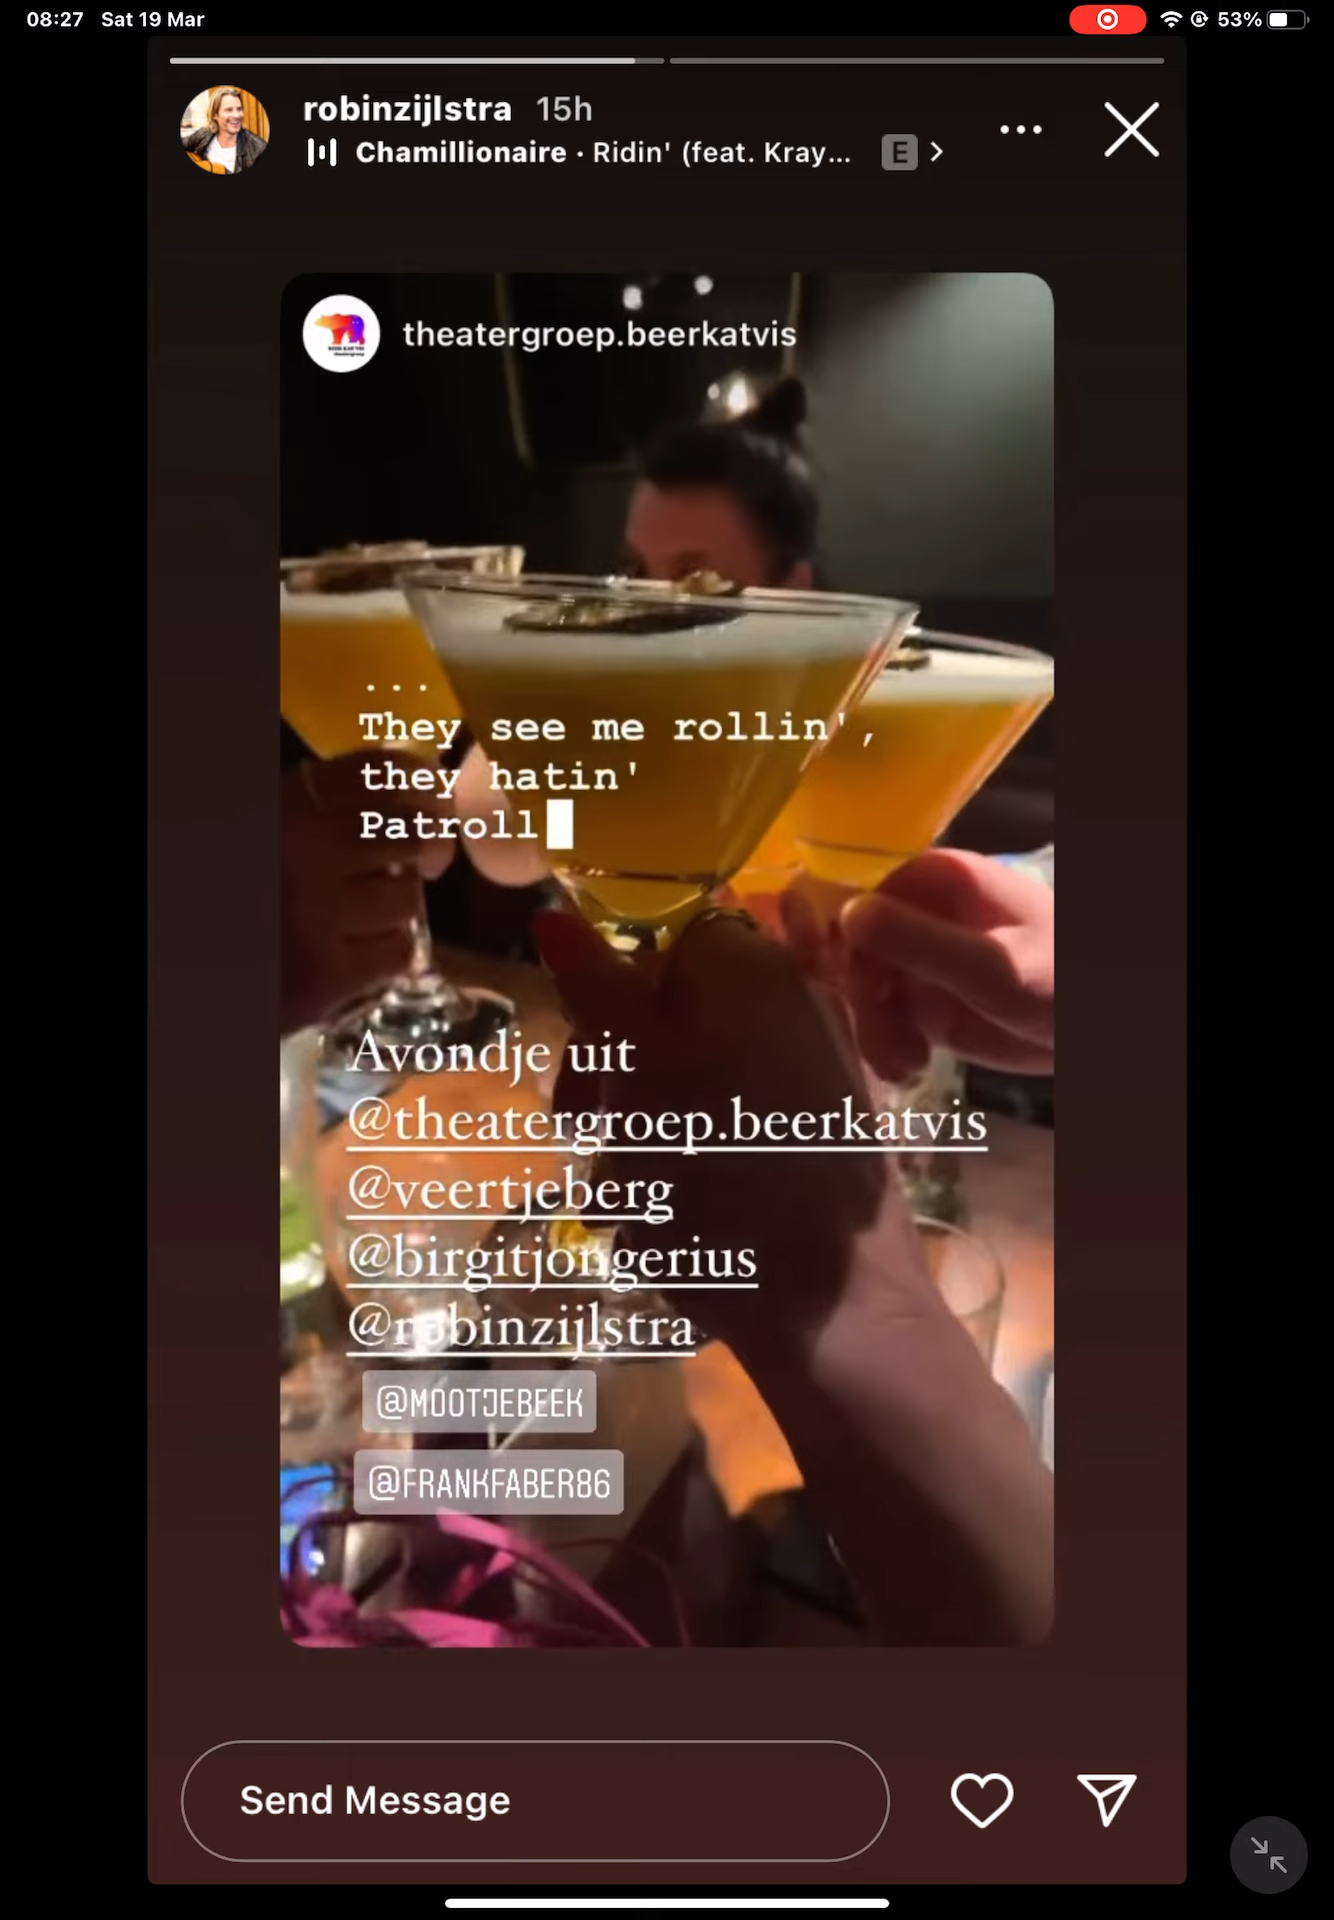 08:27 Sat 19 Mar
53%
robinzijlstra 15h
Chamillionaire · Ridin' (feat. Kray... E
theatergroep.beerkatvis
...
They see me rollin',
they hatin'
Patroll
Avondje uit
@theatergroep.beerkatvis
@veertjeberg
@birgitjongerius
@robinzijlstra
@MOOTJEBEEK
@FRANKFABER86
Send Message